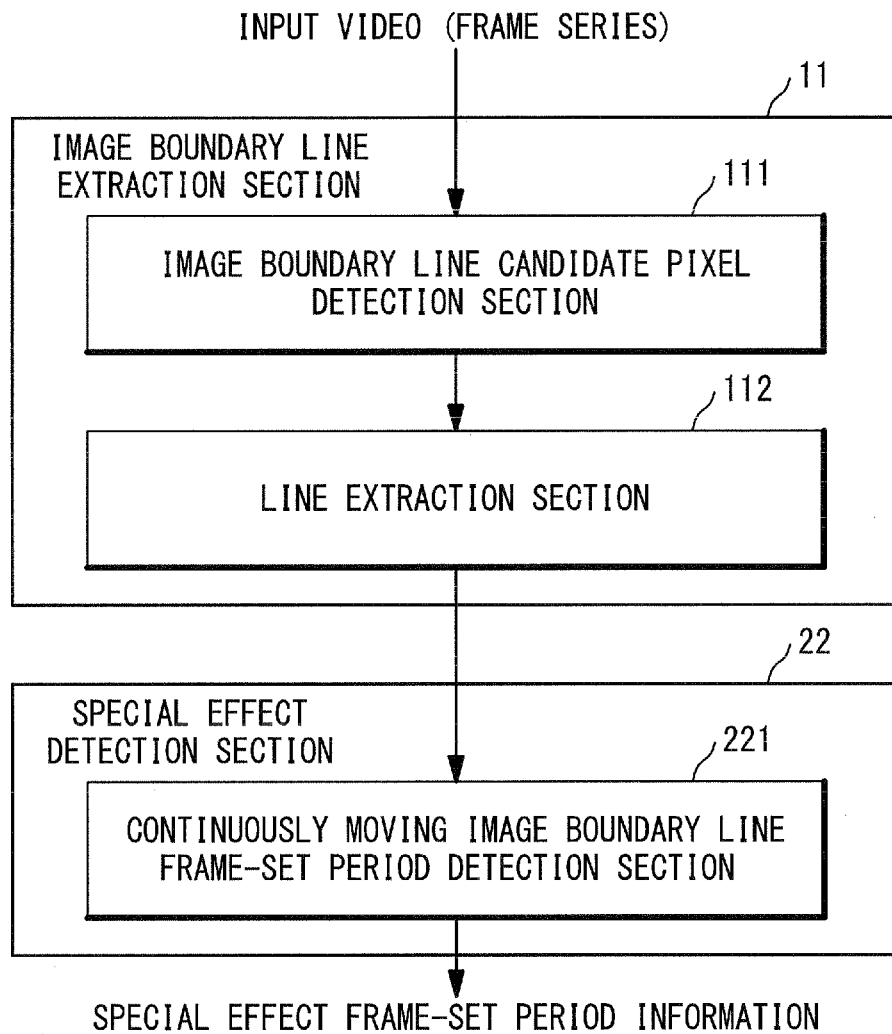 INPUT VIDEO (FRAME SERIES)
11
IMAGE BOUNDARY LINE
EXTRACTION SECTION
111
IMAGE BOUNDARY LINE CANDIDATE PIXEL
DETECTION SECTION
112
LINE EXTRACTION SECTION
22
SPECIAL EFFECT
DETECTION SECTION
221
CONTINUOUSLY MOVING IMAGE BOUNDARY LINE
FRAME-SET PERIOD DETECTION SECTION
SPECIAL EFFECT FRAME-SET PERIOD INFORMATION